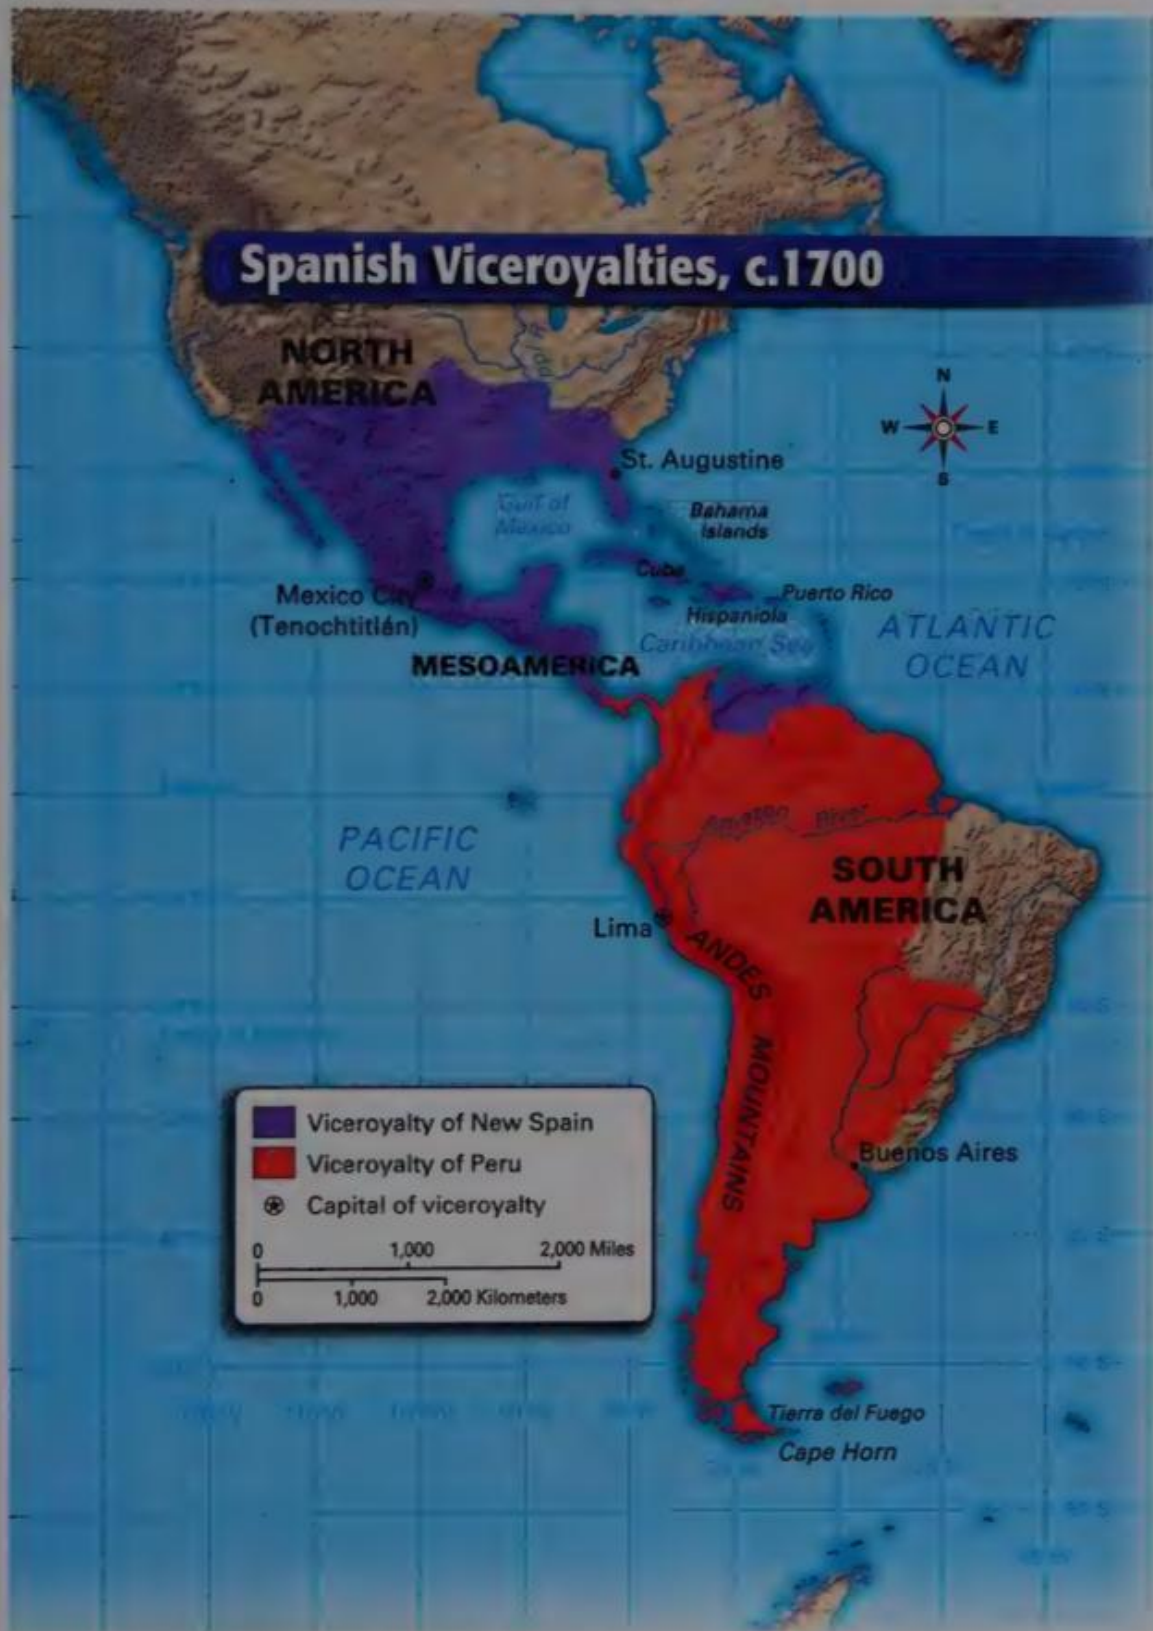 Spanish Viceroyalties, c.1700
NORTH
AMERICA
N
W E
S
St. Augustine
Gulf of
Mexico
Bahama
Islands
Cuba
Mexico City
(Tenochtitlán)
Puerto Rico
Hispaniola
Caribbean Sea
ATLANTIC
OCEAN
MESOAMERICA
PACIFIC
OCEAN
Amazon River
SOUTH
AMERICA
Lima
ANDES MOUNTAINS
Viceroyalty of New Spain
Viceroyalty of Peru
Capital of viceroyalty
0 1,000 2,000 Miles
0 1,000 2,000 Kilometers
Buenos Aires
Tierra del Fuego
Cape Horn